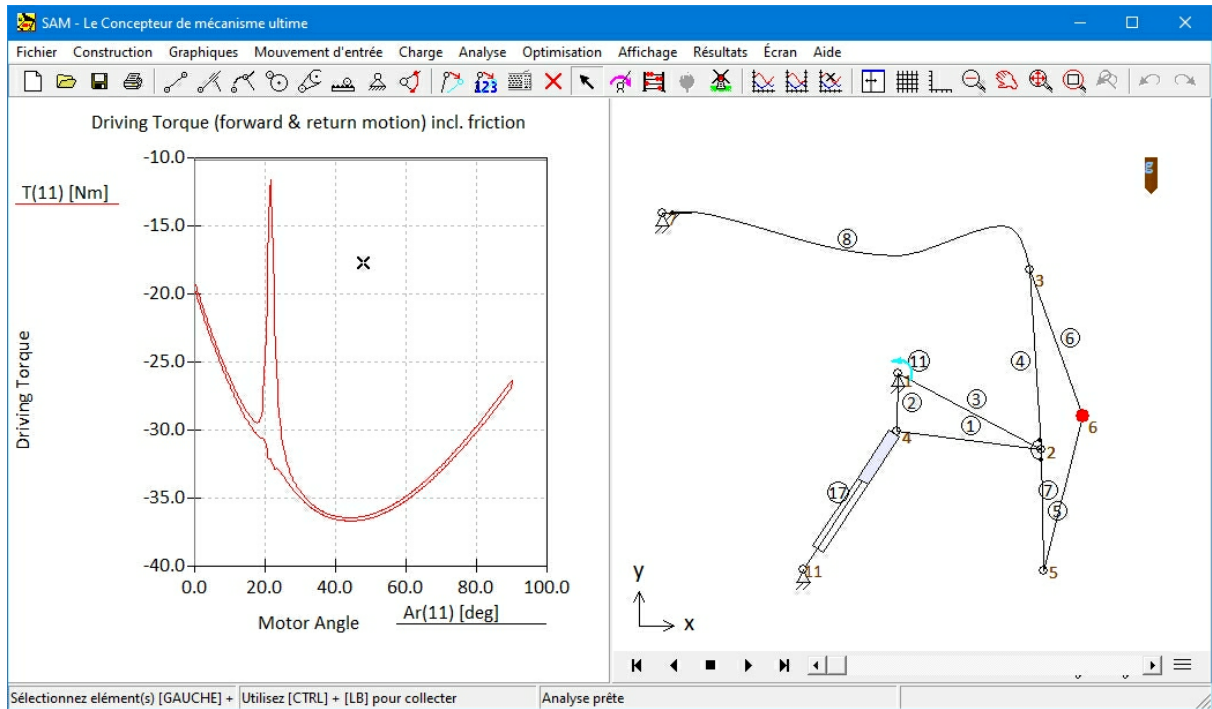 SAM - Le Concepteur de mécanisme ultime
Fichier Construction Graphiques Mouvement d'entrée Charge Analyse Optimisation Affichage Résultats Écran Aide
123
Driving Torque (forward & return motion) incl. friction
T(11) [Nm]
Driving Torque
-10.0
-15.0
-20.0
-25.0
-30.0
-35.0
-40.0
0.0 20.0 40.0 60.0 80.0 100.0
Motor Angle
Ar(11) [deg]
g
7
8
3
6
4
11
1
2
3
1
4
2
6
17
7
5
11
5
y
x
Sélectionnez elément(s) [GAUCHE] + Utilisez [CTRL] + [LB] pour collecter Analyse prête